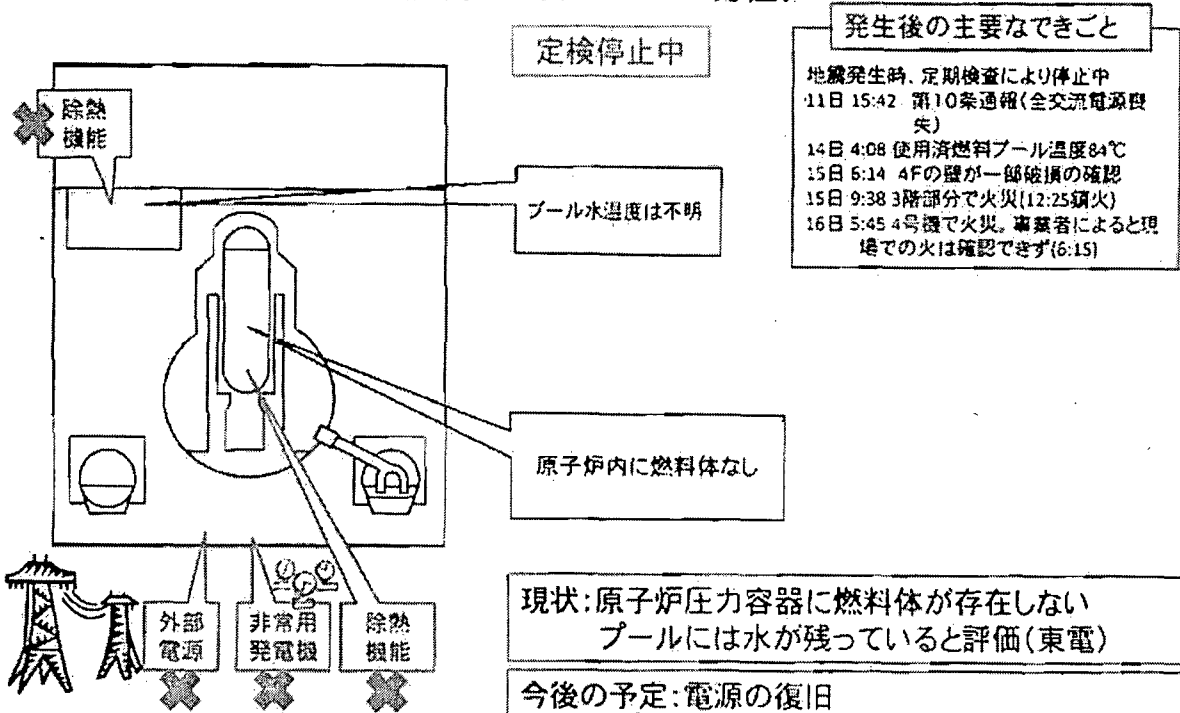 定検停止中
発生後の主要なできごと
地震発生時、定期検査により停止中
11日 15:42 第10条通報(全交流電源喪
失)
14日 4:08 使用済燃料プール温度84℃
15日 6:14 4Fの壁が一部破損の確認
15日 9:38 3階部分で火災(12:25鎮火)
16日 5:45 4号機で火災。事業者によると現
場での火は確認できず(6:15)
除熱
機能
プール水温度は不明
原子炉内に燃料体なし
外部
電源
非常用
発電機
除熱
機能
現状:原子炉圧力容器に燃料体が存在しない
プールには水が残っていると評価(東電)
今後の予定:電源の復旧